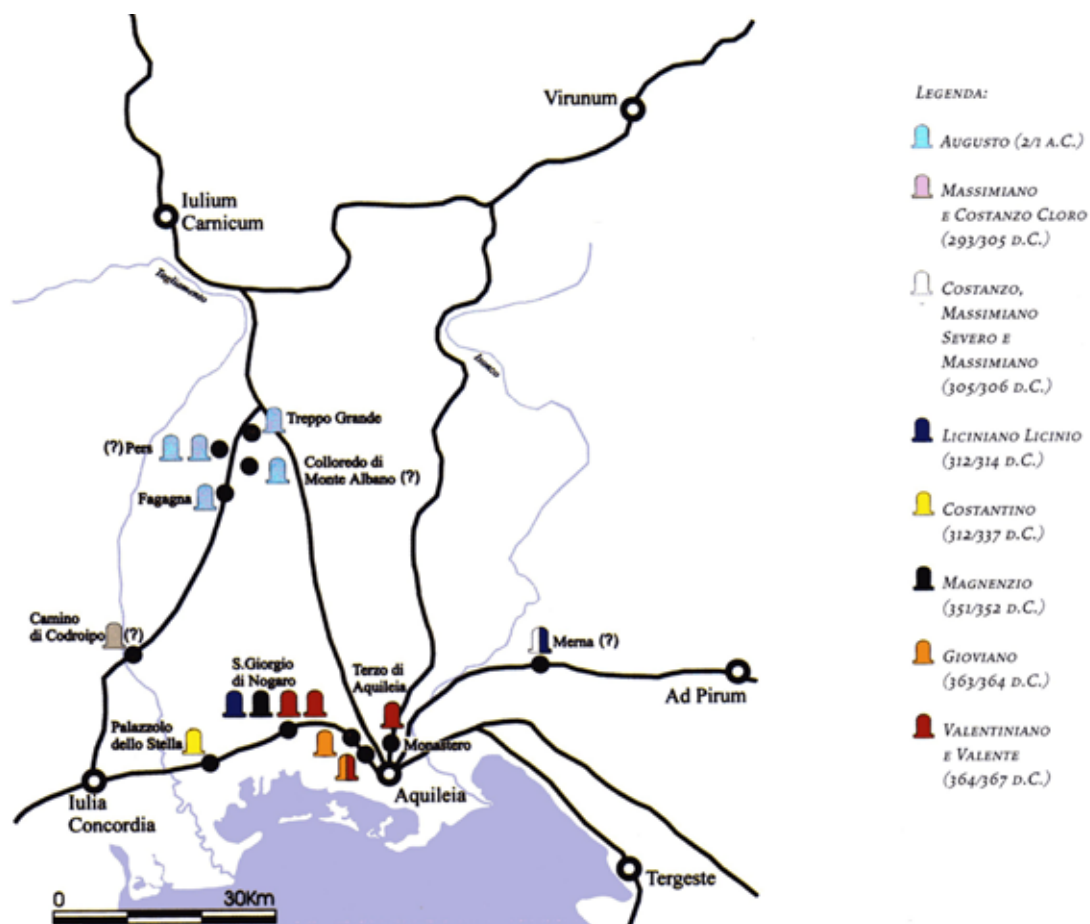 Virunum
Iulium
Carnicum
Tagliamento
Isonzo
Treppo Grande
(?) Pers
Colloredo di
Monte Albano (?)
Fagagna
Camino
di Codroipo (?)
S.Giorgio
di Nogaro
Terzo di
Aquileia
Merna (?)
Ad Pirum
Palazzolo
dello Stella
Monastero
Iulia
Concordia
Aquileia
Tergeste
0 30Km
LEGENDA:
AUGUSTO (2/1 A.C.)
MASSIMIANO
E COSTANZO CLORO
(293/305 D.C.)
COSTANZO,
MASSIMIANO
SEVERO E
MASSIMIANO
(305/306 D.C.)
LICINIANO LICINIO
(312/314 D.C.)
COSTANTINO
(312/337 D.C.)
MAGNENZIO
(351/352 D.C.)
GIOVIANO
(363/364 D.C.)
VALENTINIANO
E VALENTE
(364/367 D.C.)